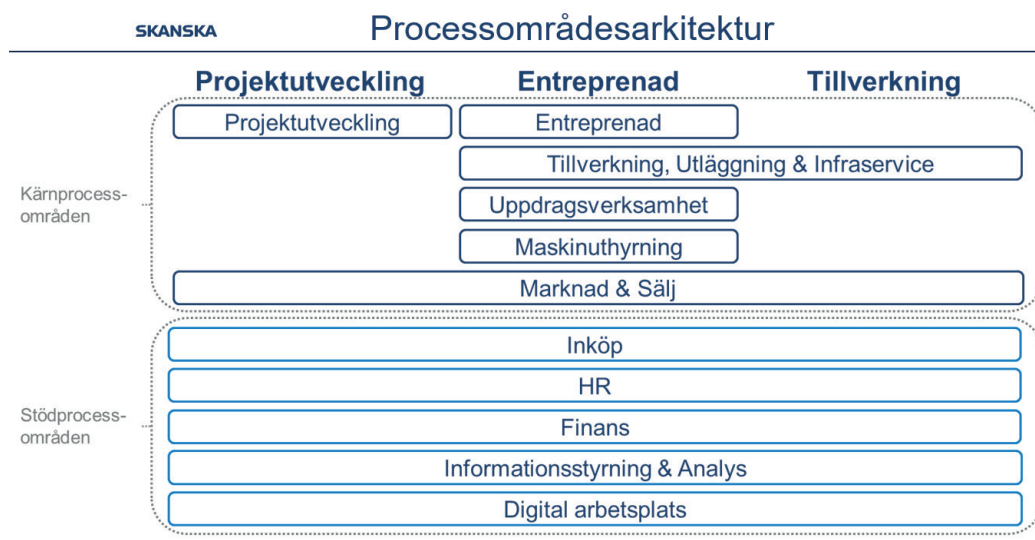 SKANSKA
Processområdesarkitektur
Projektutveckling
Entreprenad
Tillverkning
Kärnprocess-
områden
Projektutveckling
Entreprenad
Tillverkning, Utläggning & Infraservice
Uppdragsverksamhet
Maskinuthyrning
Marknad & Sälj
Stödprocess-
områden
Inköp
HR
Finans
Informationsstyrning & Analys
Digital arbetsplats